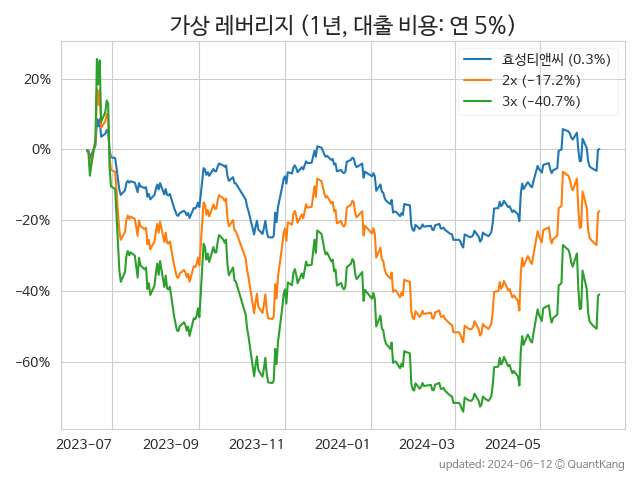 가상 레버리지 (1년, 대출 비용: 연 5%)
효성티앤씨 (0.3%)
2x (−17.2%)
3x (−40.7%)
20%
0%
−20%
−40%
−60%
2023-07 2023-09 2023-11 2024-01 2024-03 2024-05
updated: 2024-06-12 © QuantKang